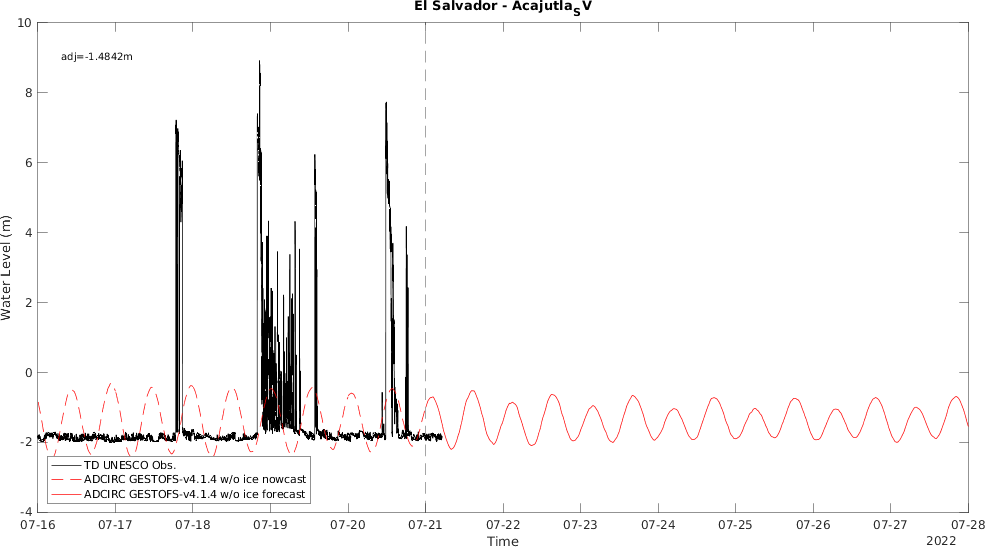 El Salvador - Acajutla_SV
10
8
6
4
2
0
-2
-4
Water Level (m)
adj=-1.4842m
TD UNESCO Obs.
ADCIRC GESTOFS-v4.1.4 w/o ice nowcast
ADCIRC GESTOFS-v4.1.4 w/o ice forecast
07-16 07-17 07-18 07-19 07-20 07-21 07-22 07-23 07-24 07-25 07-26 07-27 07-28
Time
2022